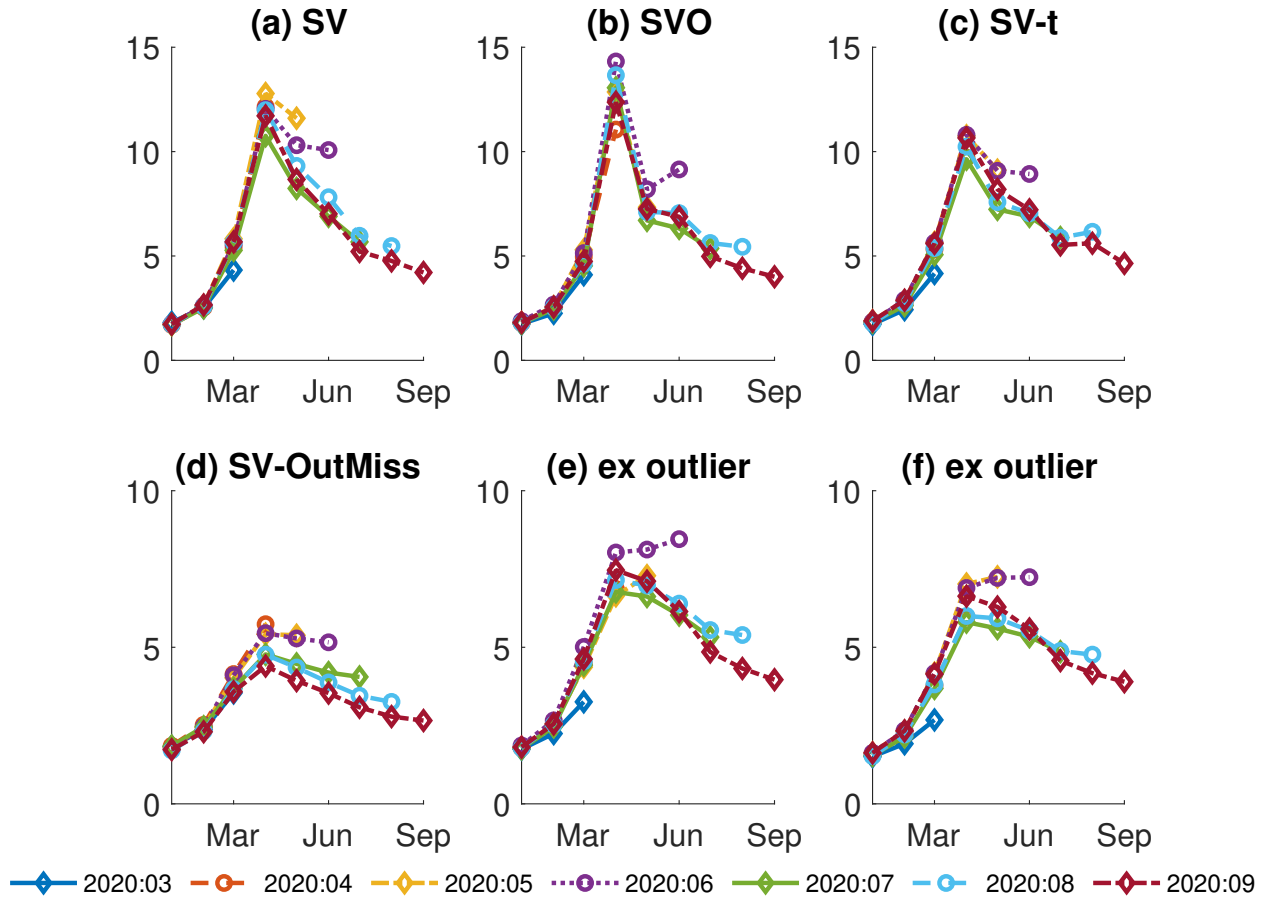 (a) SV
(b) SVO
(c) SV-t
15
10
5
0
Mar
Jun
Sep
15
10
5
0
Mar
Jun
Sep
15
10
5
0
Mar
Jun
Sep
(d) SV-OutMiss
(e) ex outlier
(f) ex outlier
10
5
0
Mar
Jun
Sep
10
5
0
Mar
Jun
Sep
10
5
0
Mar
Jun
Sep
2020:03 2020:04 2020:05 2020:06 2020:07 2020:08 2020:09